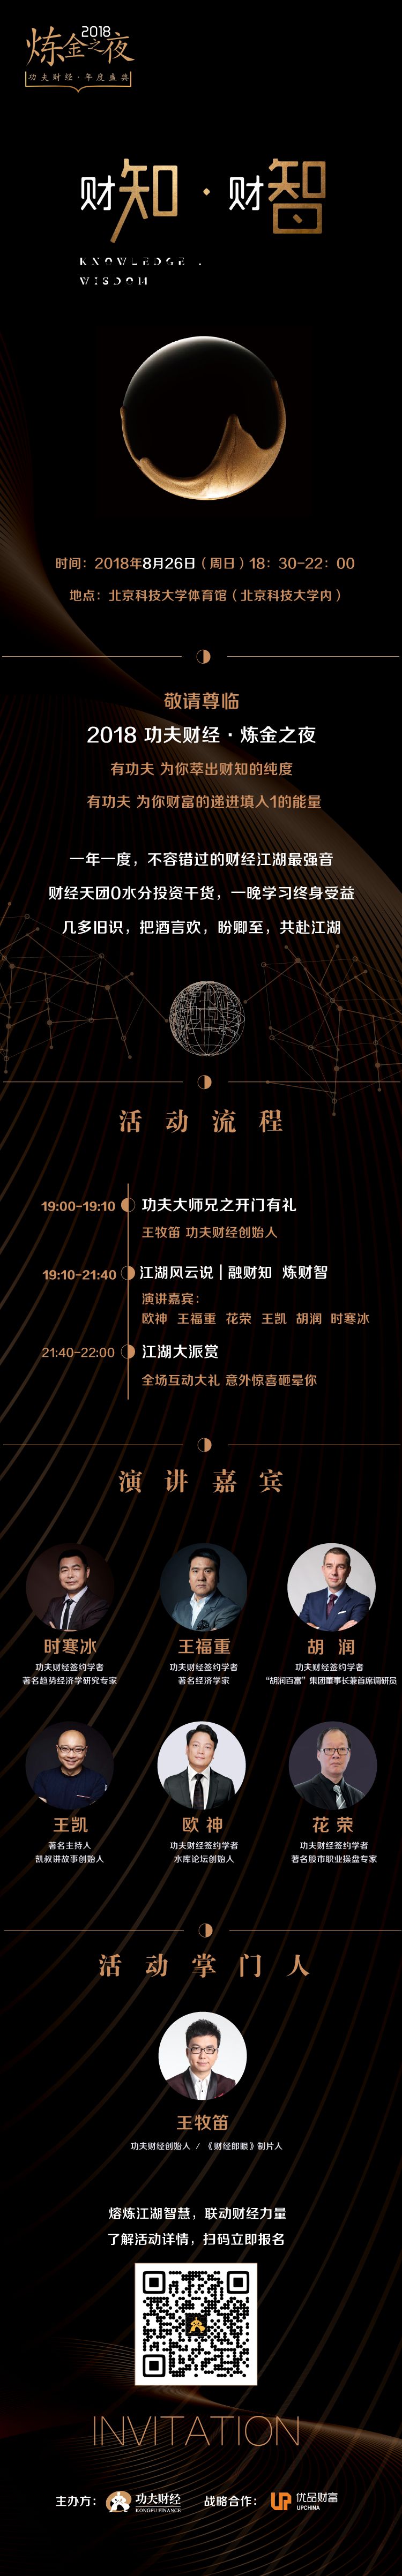 2018
炼金之夜
功夫财经·年度盛典
财知·财智
KNOWLEDGE .
WISDOM
时间：2018年8月26日（周日）18：30-22：00
地点：北京科技大学体育馆（北京科技大学内）
敬请尊临
2018 功夫财经·炼金之夜
有功夫 为你萃出财知的纯度
有功夫 为你财富的递进填入1的能量
一年一度，不容错过的财经江湖最强音
财经天团0水分投资干货，一晚学习终身受益
几多旧识，把酒言欢，盼卿至，共赴江湖
活动流程
19:00-19:10 功夫大师兄之开门有礼
王牧笛 功夫财经创始人
19:10-21:40 江湖风云说 | 融财知 炼财智
演讲嘉宾：
欧神 王福重 花荣 王凯 胡润 时寒冰
21:40-22:00 江湖大派赏
全场互动大礼 意外惊喜砸晕你
演讲嘉宾
时寒冰 王福重 胡 润
功夫财经签约学者 功夫财经签约学者 功夫财经签约学者
著名趋势经济学研究专家 著名经济学家 “胡润百富”集团董事长兼首席调研员
王凯 欧 神 花 荣
著名主持人 功夫财经签约学者 功夫财经签约学者
凯叔讲故事创始人 水库论坛创始人 著名股市职业操盘专家
活动掌门人
王牧笛
功夫财经创始人 / 《财经郎眼》制片人
熔炼江湖智慧，联动财经力量
了解活动详情，扫码立即报名
INVITATION
主办方： 功夫财经 战略合作： UP 优品财富
KONGFU FINANCE UPCHINA